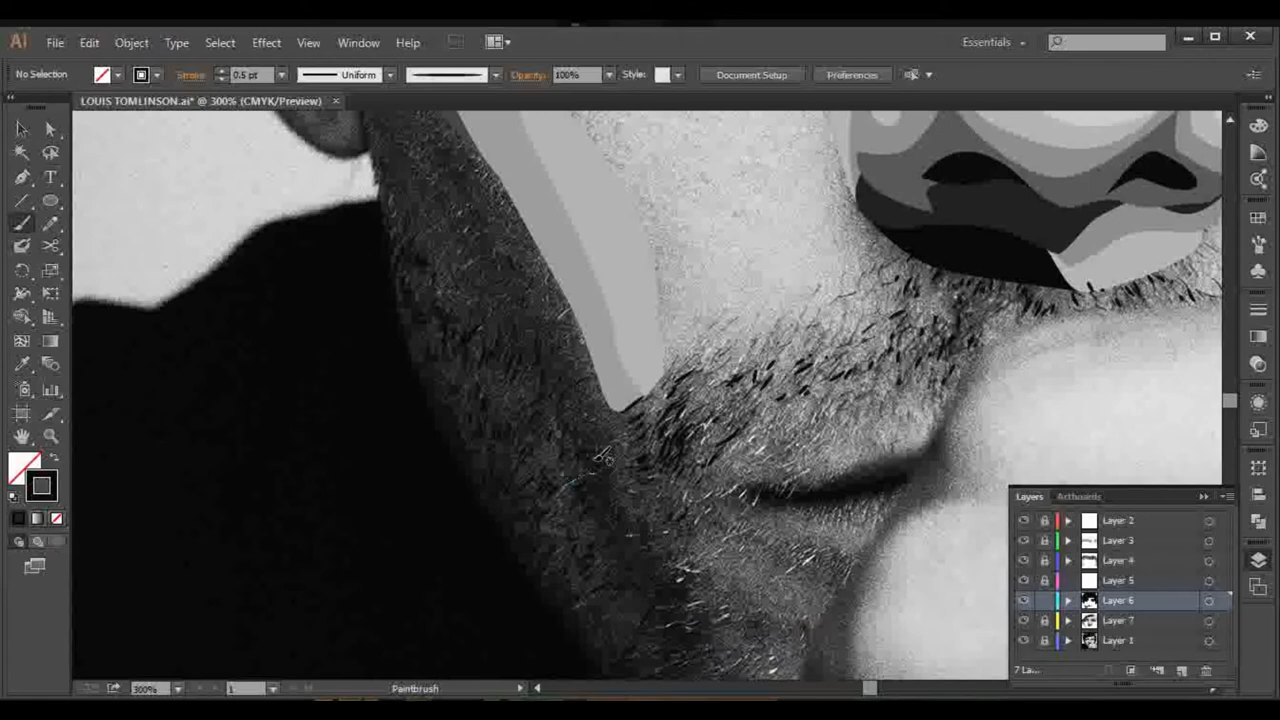 Ai File Edit Object Type Select Effect View Window Help Essentials
No Selection Stroke: 0.5 pt Uniform Opacity: 100% Style: Document Setup Preferences
LOUIS TOMLINSON.ai* @ 300% (CMYK/Preview) ×
Layers Artboards
Layer 2
Layer 3
Layer 4
Layer 5
Layer 6
Layer 7
Layer 1
7 La...
300% 1 Paintbrush